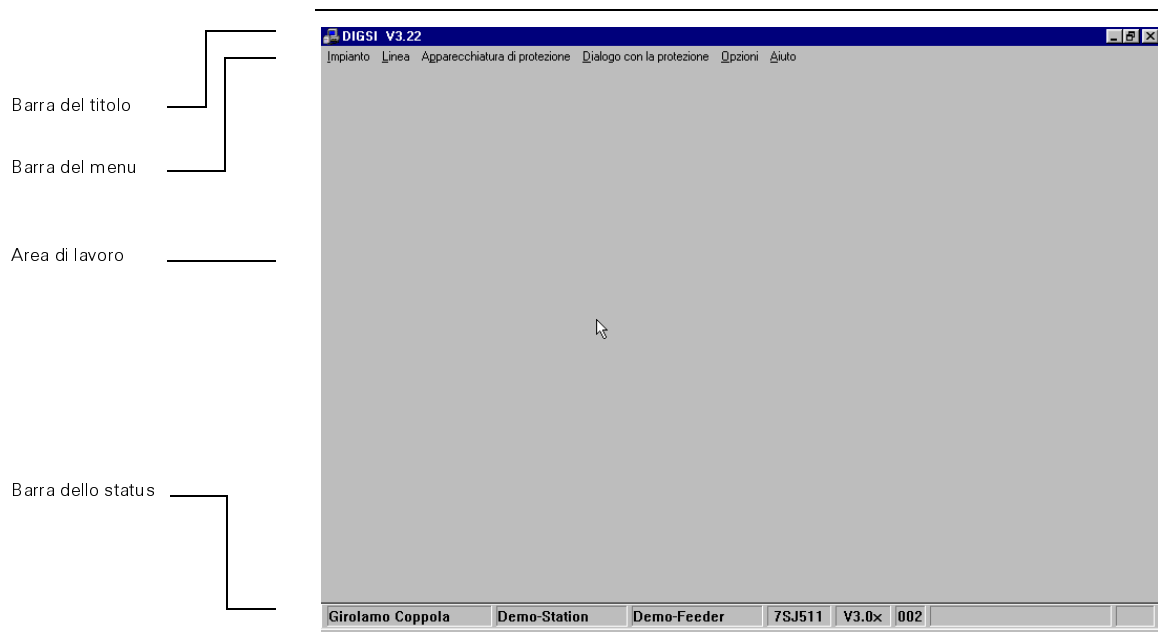 DIGSI V3.22
Impianto Linea Apparecchiatura di protezione Dialogo con la protezione Opzioni Aiuto
Barra del titolo
Barra del menu
Area di lavoro
Barra dello status
Girolamo Coppola Demo-Station Demo-Feeder 7SJ511 V3.0x 002